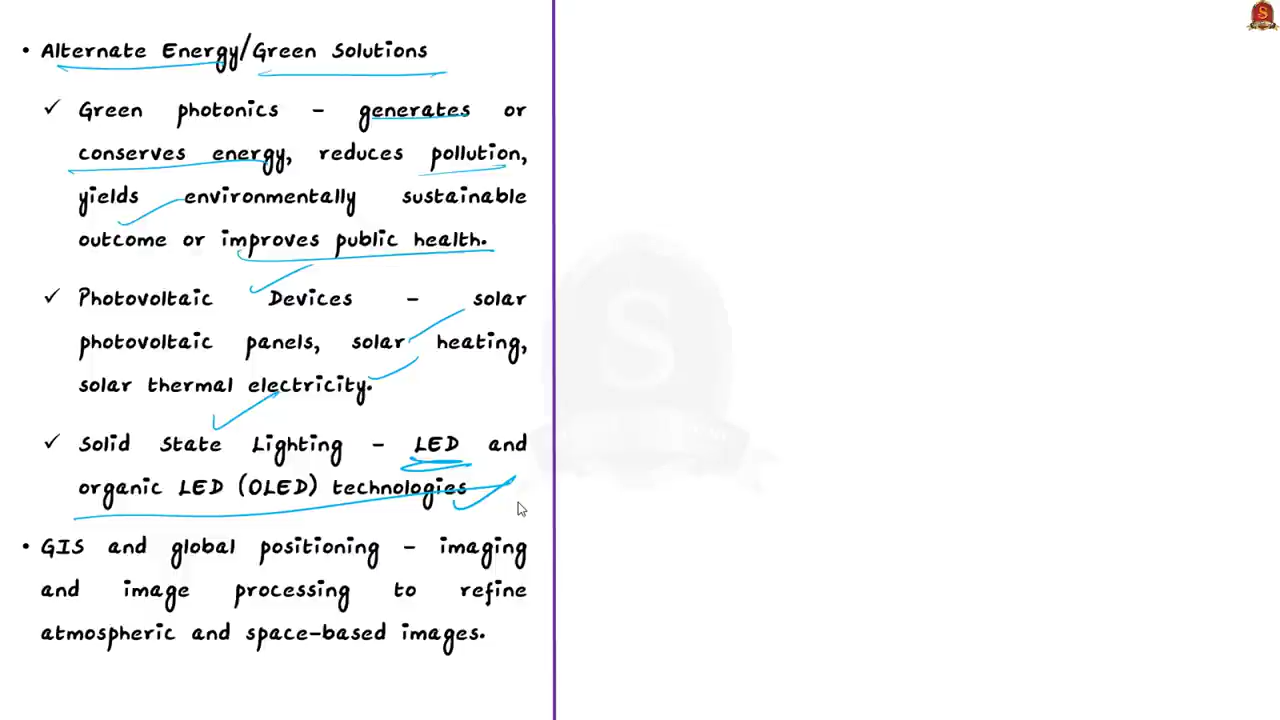 • Alternate Energy/Green Solutions
✓ Green photonics – generates or
conserves energy, reduces pollution,
yields environmentally sustainable
outcome or improves public health.
✓ Photovoltaic Devices – solar
photovoltaic panels, solar heating,
solar thermal electricity.
✓ Solid State Lighting – LED and
organic LED (OLED) technologies
• GIS and global positioning – imaging
and image processing to refine
atmospheric and space-based images.
S